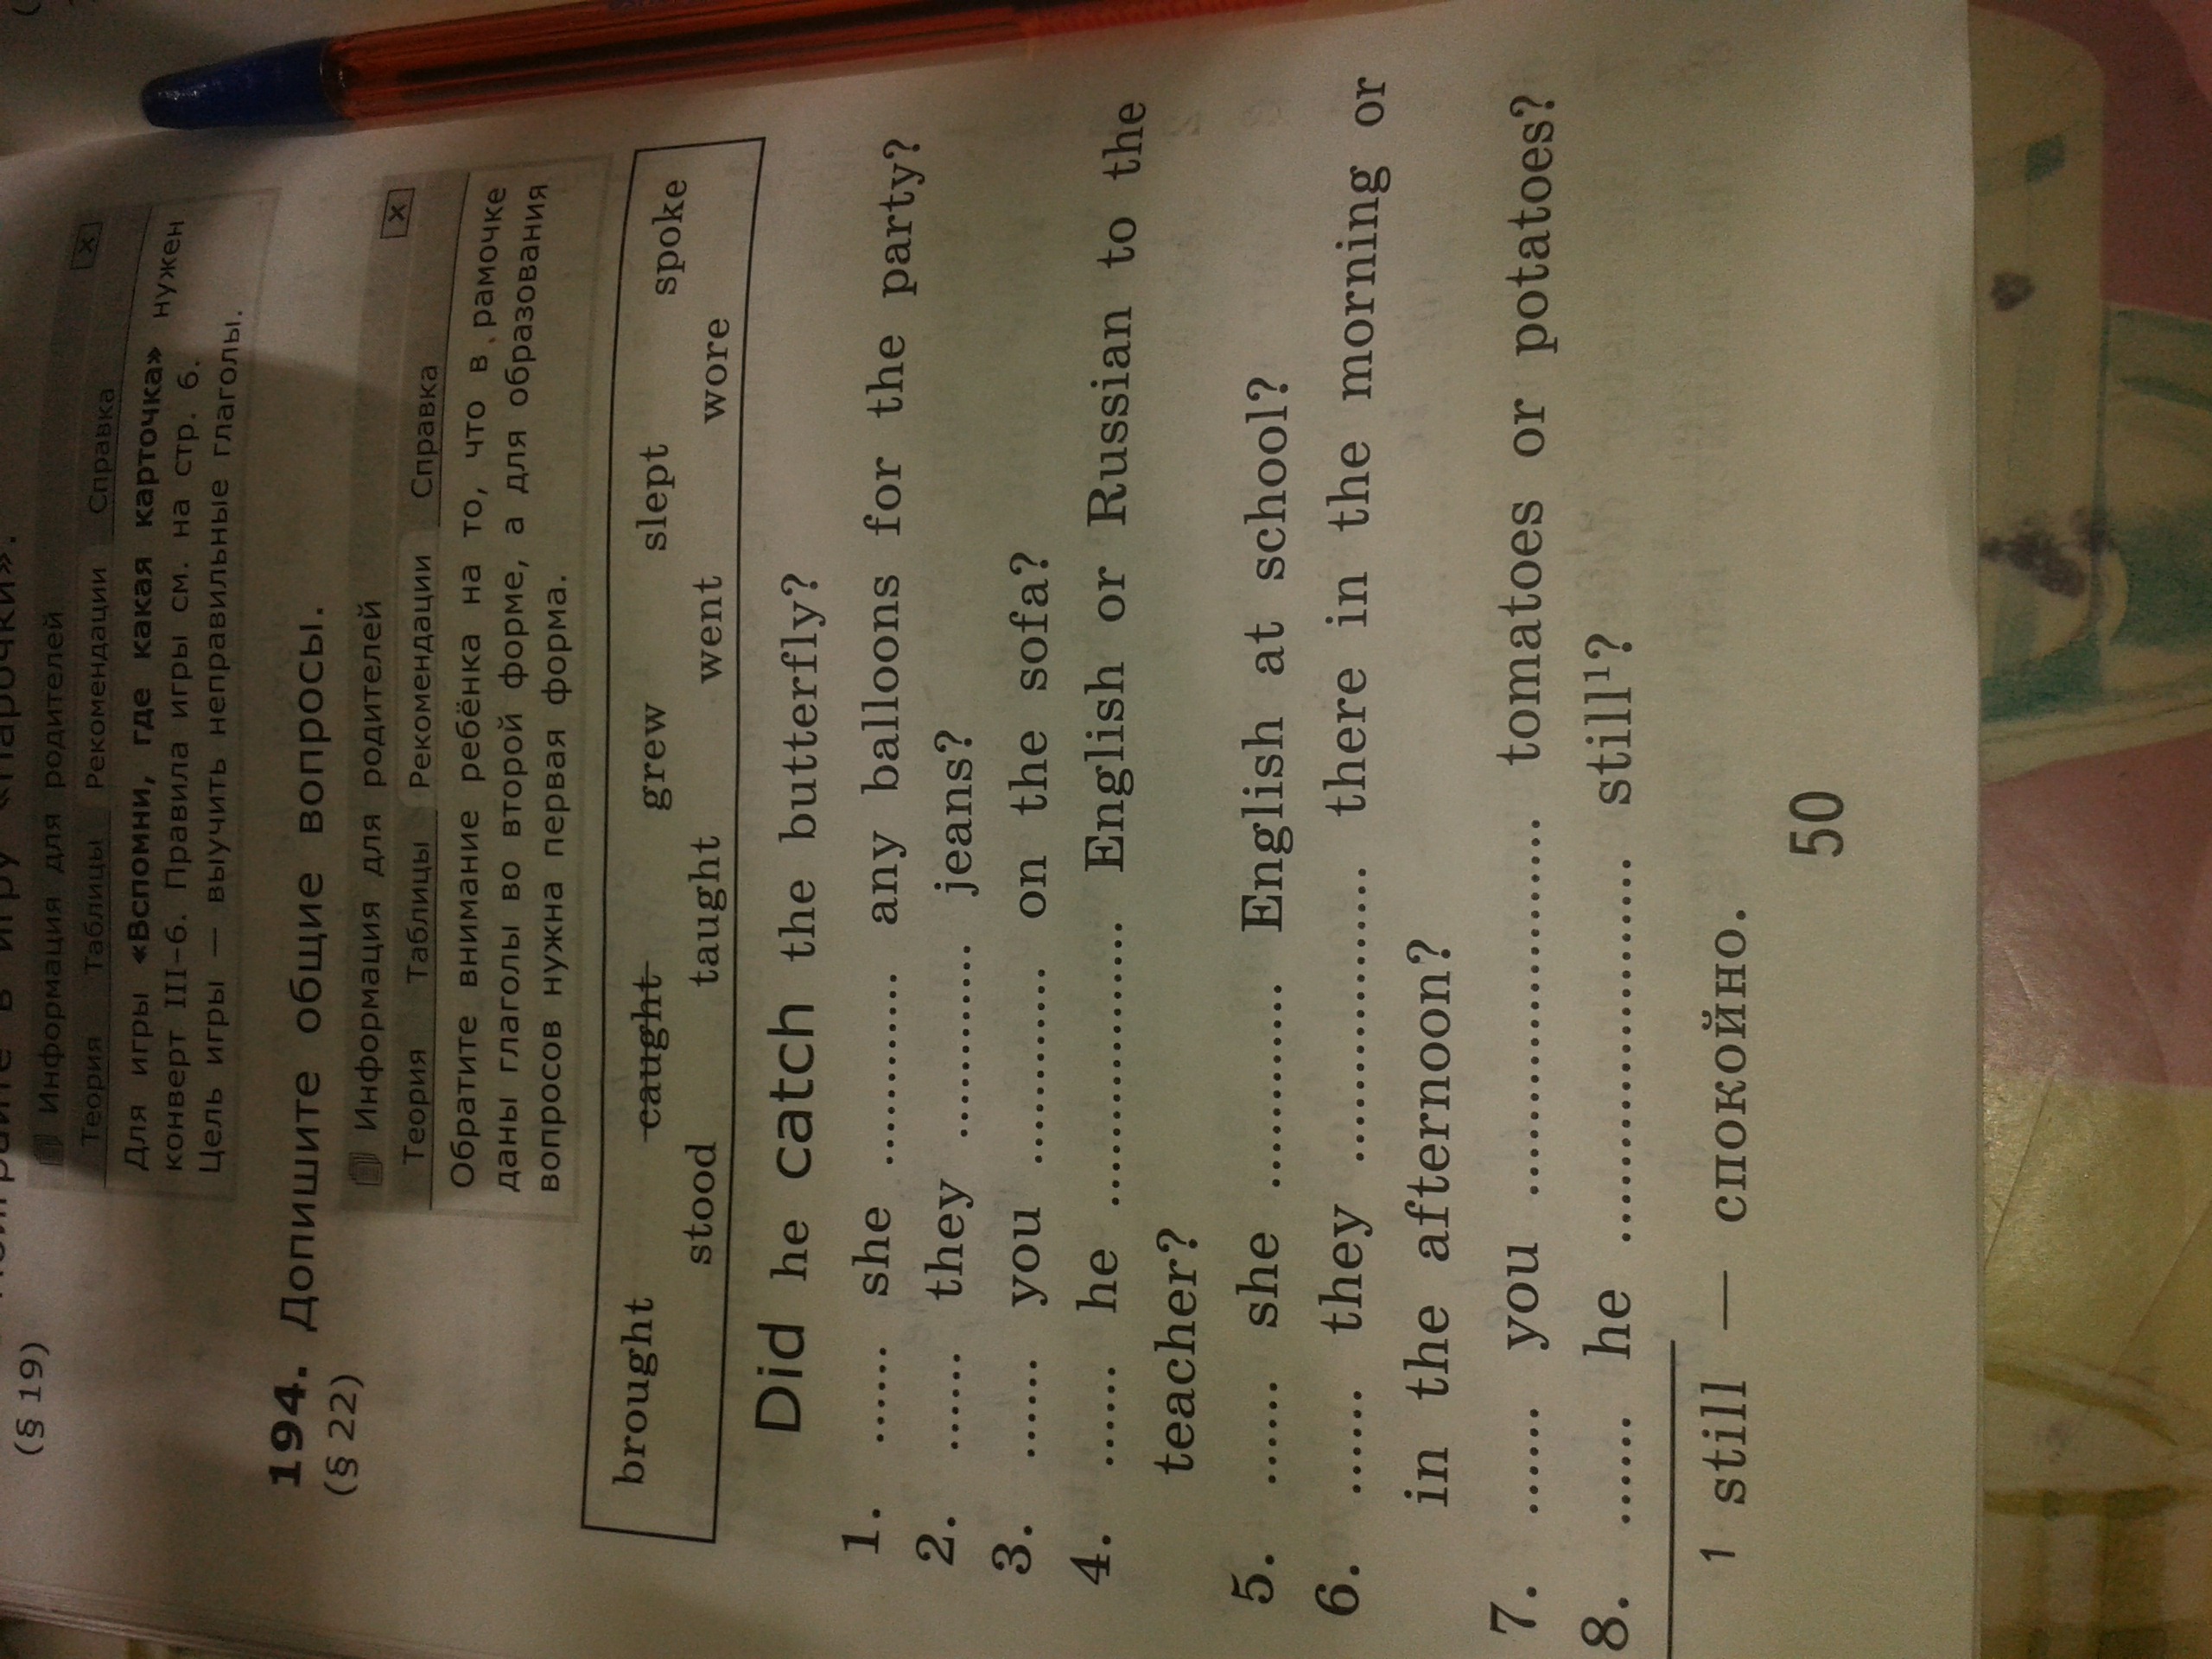 (§ 19)
Информация для родителей
Теория Таблицы Рекомендации Справка
Для игры «Вспомни, где какая карточка» нужен
конверт III–6. Правила игры см. на стр. 6.
Цель игры — выучить неправильные глаголы.
194. Допишите общие вопросы.
(§ 22)
Информация для родителей
Теория Таблицы Рекомендации Справка
Обратите внимание ребёнка на то, что в рамочке
даны глаголы во второй форме, а для образования
вопросов нужна первая форма.
brought caught grew slept spoke
stood taught went wore
Did he catch the butterfly?
1. ...... she ............. any balloons for the party?
2. ...... they ............. jeans?
3. ...... you ............. on the sofa?
4. ...... he ................... English or Russian to the
teacher?
5. ...... she ............. English at school?
6. ...... they ................... there in the morning or
in the afternoon?
7. ...... you ........................ tomatoes or potatoes?
8. ...... he ........................ still¹?
¹ still — спокойно.
50